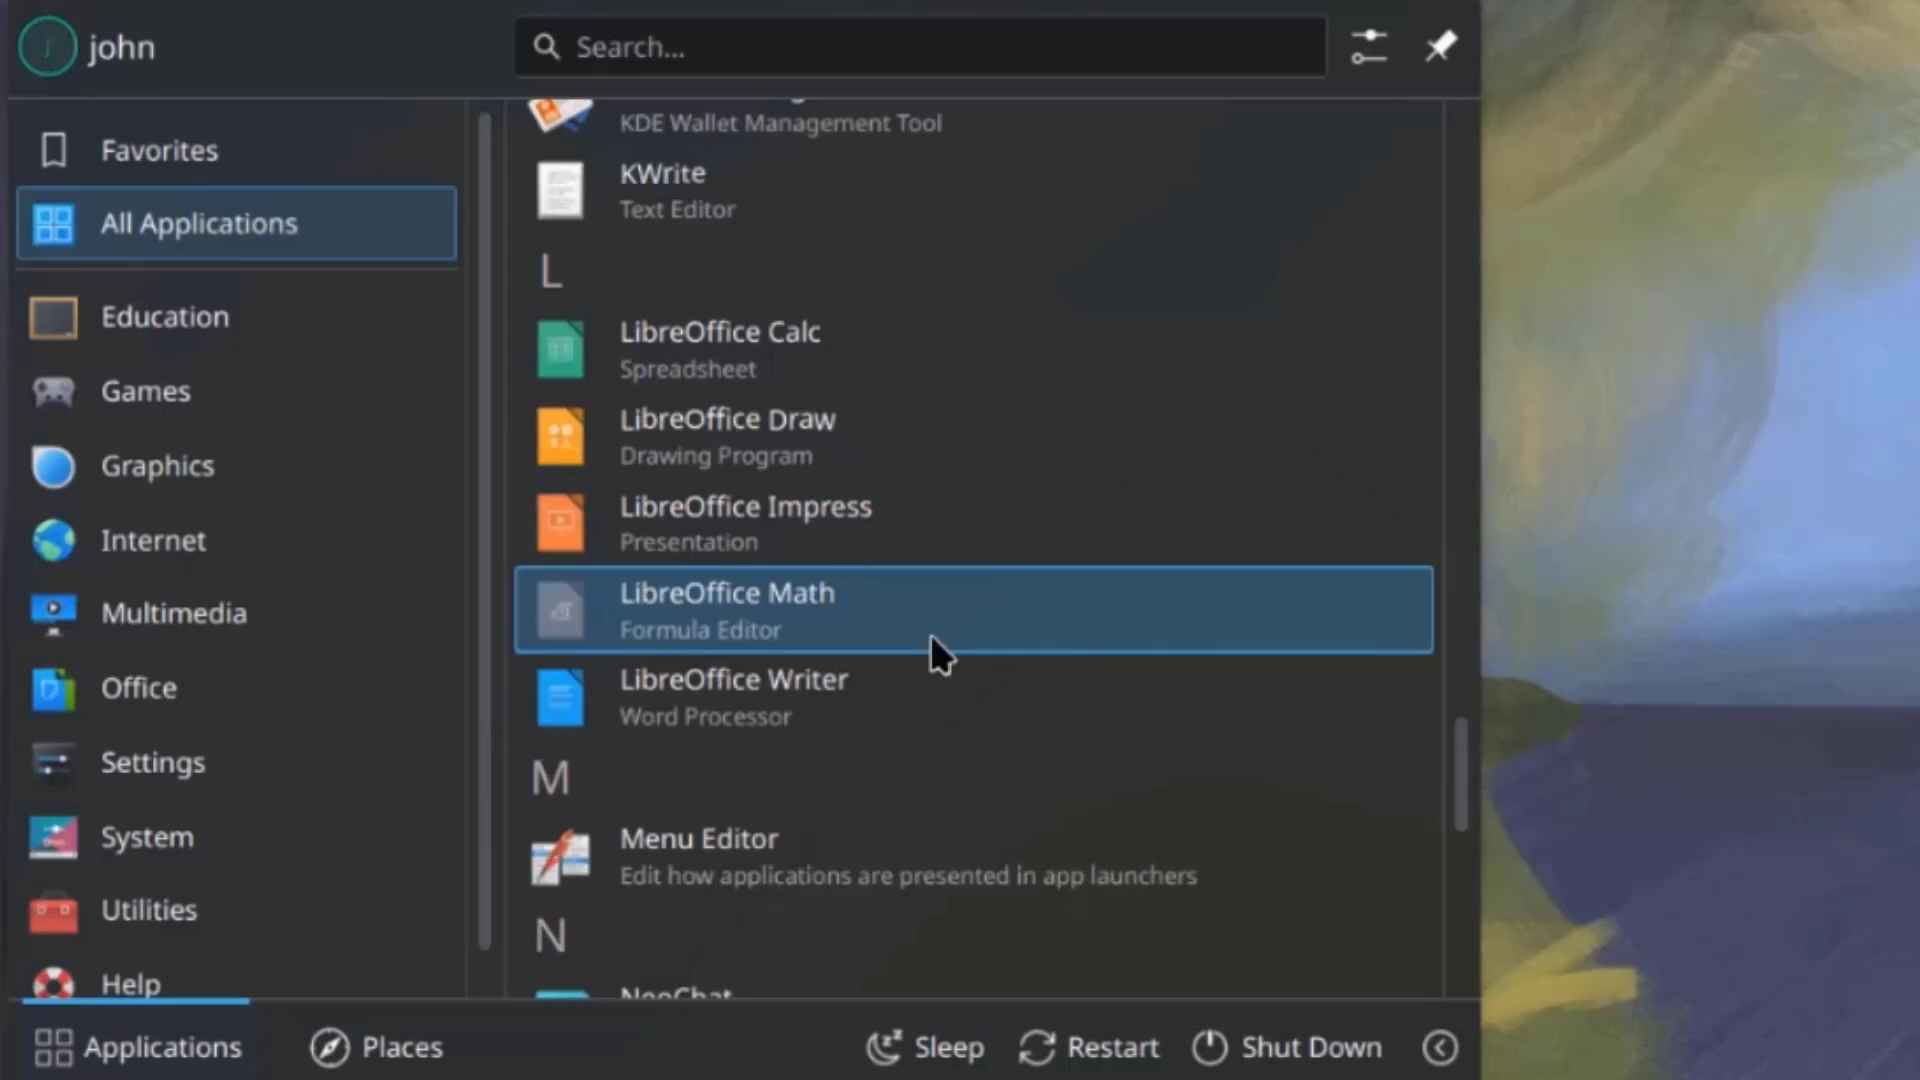 john
Search...
Favorites
All Applications
Education
Games
Graphics
Internet
Multimedia
Office
Settings
System
Utilities
Help
KDE Wallet Management Tool
KWrite
Text Editor
L
LibreOffice Calc
Spreadsheet
LibreOffice Draw
Drawing Program
LibreOffice Impress
Presentation
LibreOffice Math
Formula Editor
LibreOffice Writer
Word Processor
M
Menu Editor
Edit how applications are presented in app launchers
N
NeoChat
Applications
Places
Sleep
Restart
Shut Down